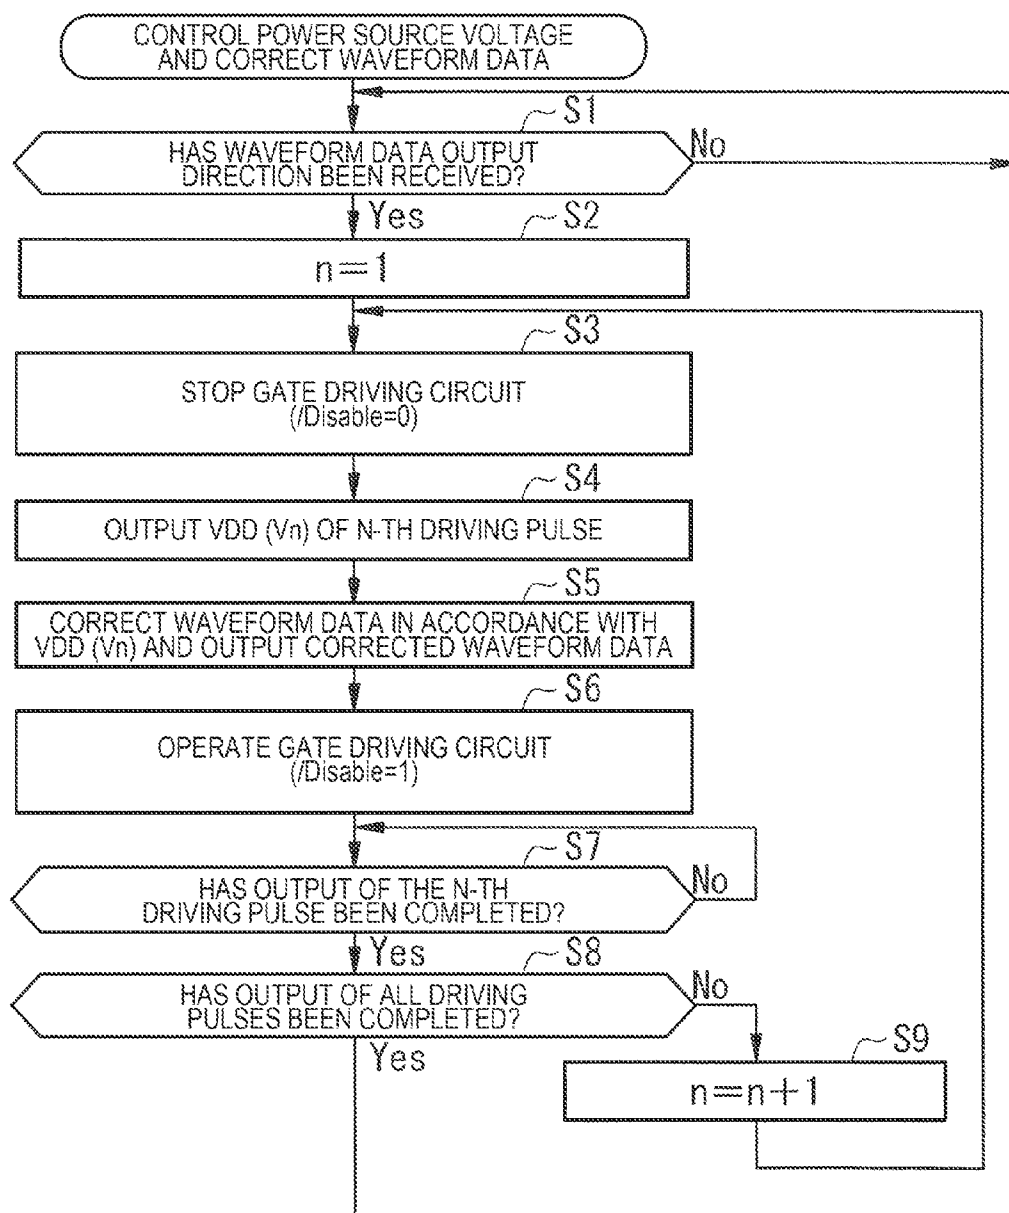 CONTROL POWER SOURCE VOLTAGE
AND CORRECT WAVEFORM DATA
S1
HAS WAVEFORM DATA OUTPUT
DIRECTION BEEN RECEIVED?
No
Yes
S2
n=1
S3
STOP GATE DRIVING CIRCUIT
(/Disable=0)
S4
OUTPUT VDD (Vn) OF N-TH DRIVING PULSE
S5
CORRECT WAVEFORM DATA IN ACCORDANCE WITH
VDD (Vn) AND OUTPUT CORRECTED WAVEFORM DATA
S6
OPERATE GATE DRIVING CIRCUIT
(/Disable=1)
S7
HAS OUTPUT OF THE N-TH
DRIVING PULSE BEEN COMPLETED?
No
Yes
S8
HAS OUTPUT OF ALL DRIVING
PULSES BEEN COMPLETED?
No
Yes
S9
n=n+1